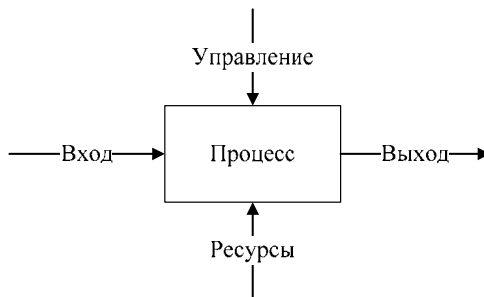 Управление
Вход
Процесс
Выход
Ресурсы